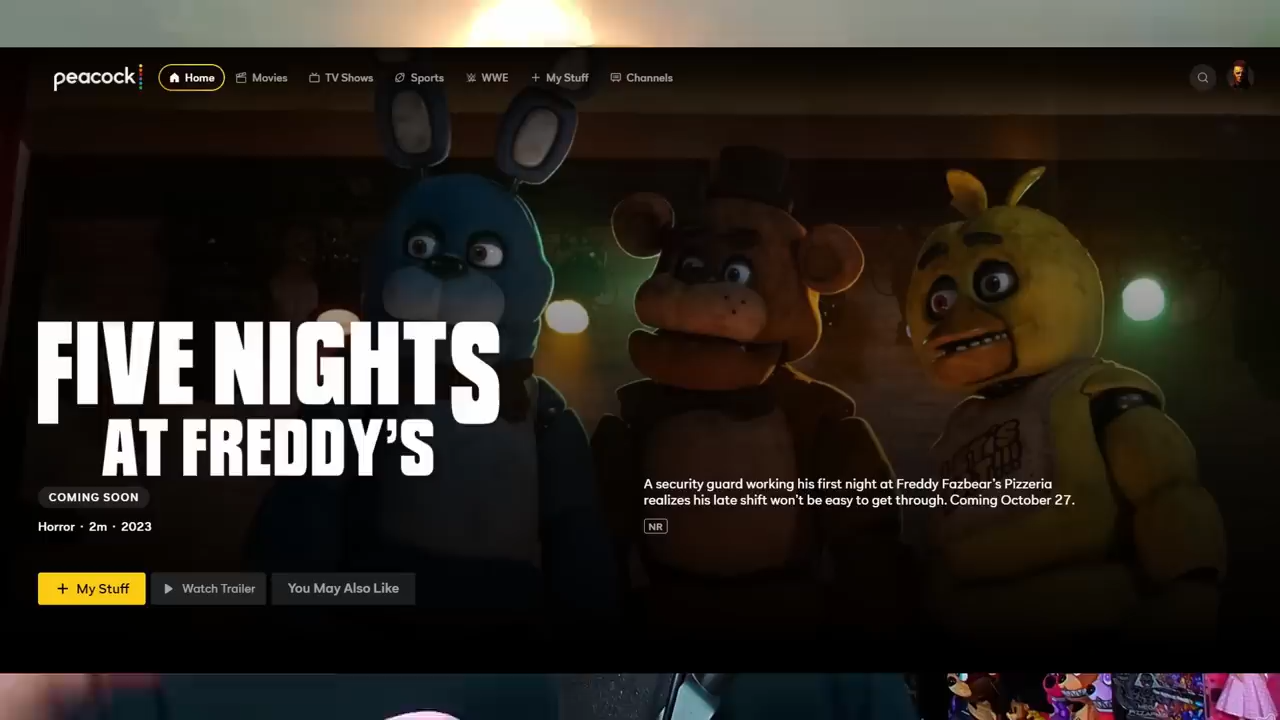 peacock
Home
Movies
TV Shows
Sports
WWE
My Stuff
Channels
FIVE NIGHTS
AT FREDDY'S
COMING SOON
Horror · 2m · 2023
A security guard working his first night at Freddy Fazbear's Pizzeria
realizes his late shift won't be easy to get through. Coming October 27.
NR
+ My Stuff
Watch Trailer
You May Also Like